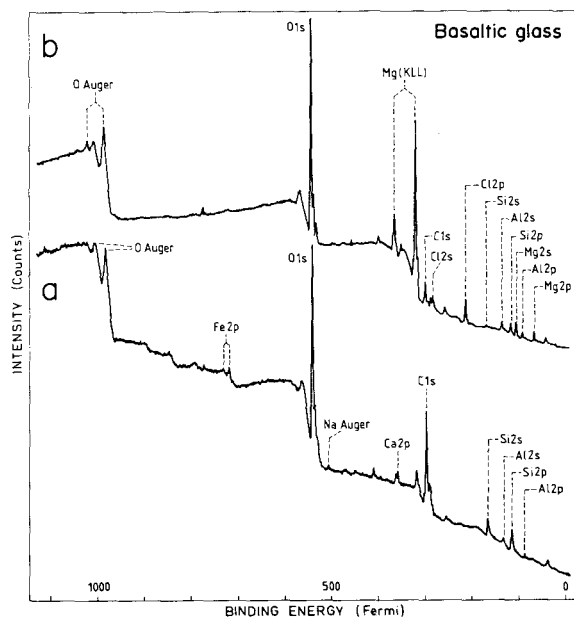 b
O1s
Basaltic glass
O Auger
Mg(KLL)
Cl2p
Si2s
Al2s
Si2p
Mg2s
Al2p
Mg2p
C1s
Cl2s
a
O Auger
O1s
Fe2p
C1s
Na Auger
Ca2p
Si2s
Al2s
Si2p
Al2p
INTENSITY (Counts)
1000
500
0
BINDING ENERGY (Fermi)